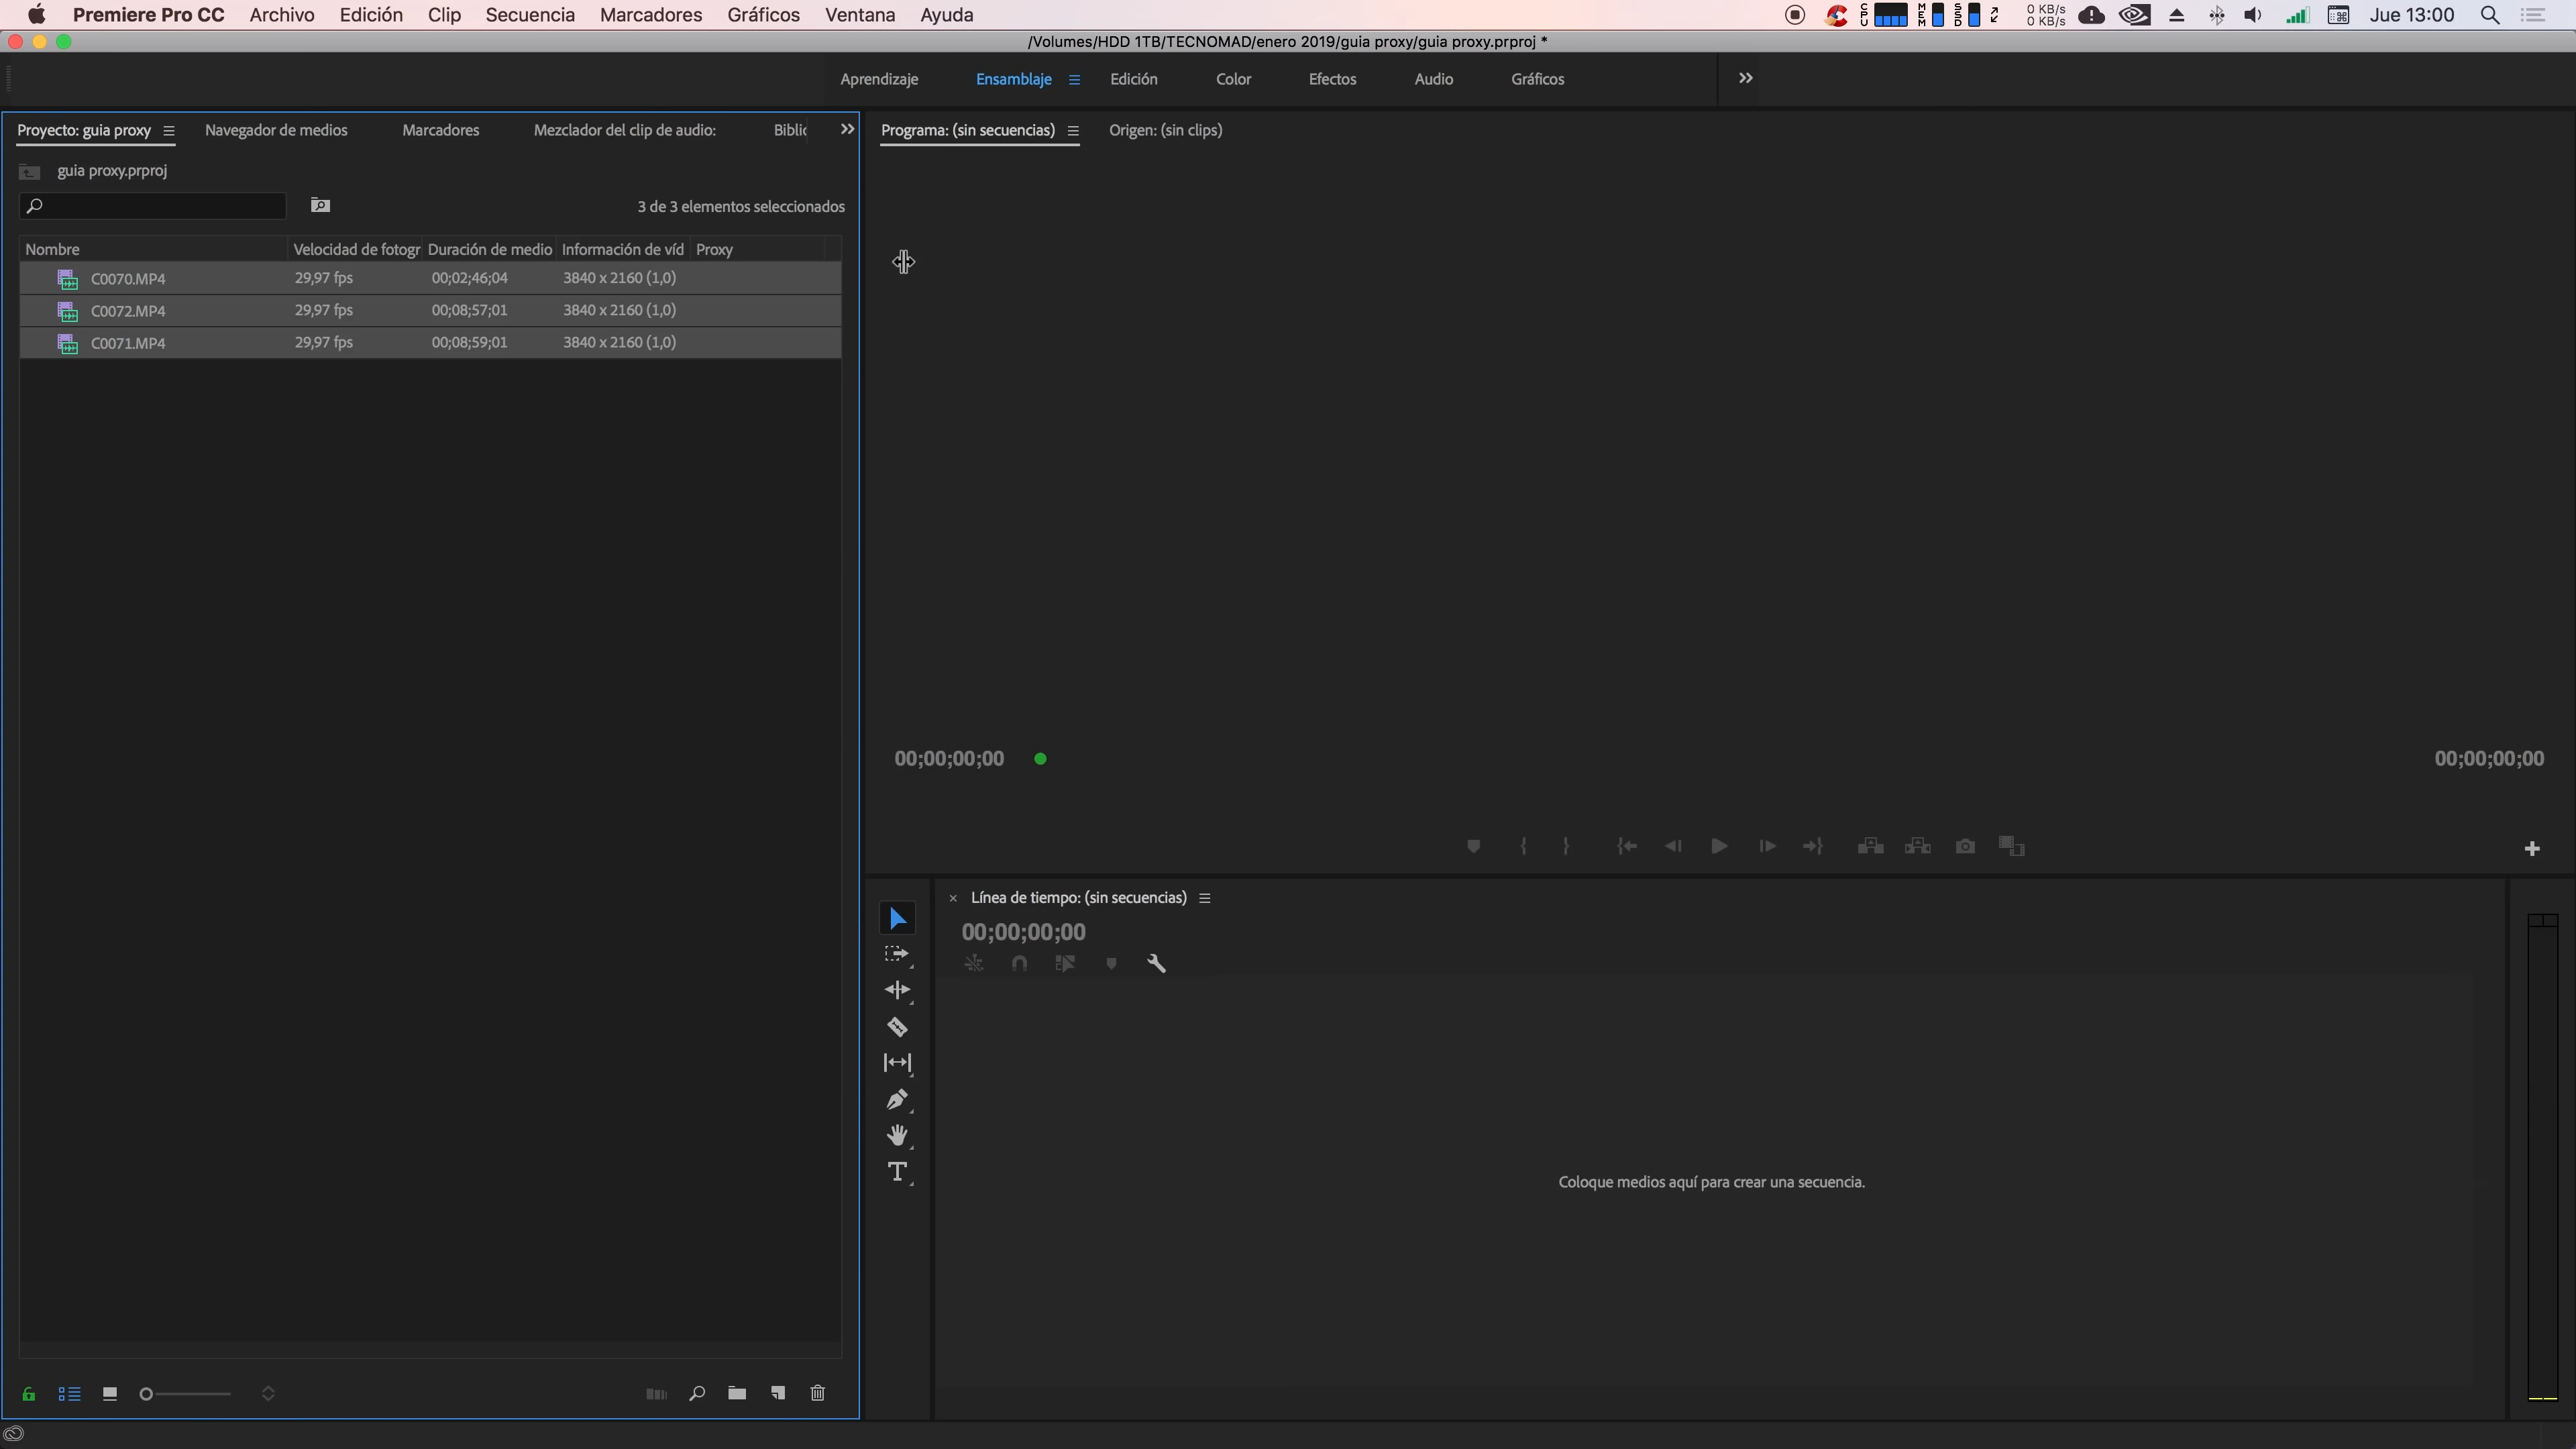 Premiere Pro CC Archivo Edición Clip Secuencia Marcadores Gráficos Ventana Ayuda CPU MEM SSD 0 KB/s 0 KB/s Jue 13:00
/Volumes/HDD 1TB/TECNOMAD/enero 2019/guia proxy/guia proxy.prproj *
Aprendizaje Ensamblaje Edición Color Efectos Audio Gráficos
Proyecto: guia proxy Navegador de medios Marcadores Mezclador del clip de audio: Biblic
Programa: (sin secuencias) Origen: (sin clips)
guia proxy.prproj
3 de 3 elementos seleccionados
Nombre Velocidad de fotogr Duración de medio Información de víd Proxy
C0070.MP4 29,97 fps 00;02;46;04 3840 x 2160 (1,0)
C0072.MP4 29,97 fps 00;08;57;01 3840 x 2160 (1,0)
C0071.MP4 29,97 fps 00;08;59;01 3840 x 2160 (1,0)
00;00;00;00 00;00;00;00
Línea de tiempo: (sin secuencias)
00;00;00;00
Coloque medios aquí para crear una secuencia.